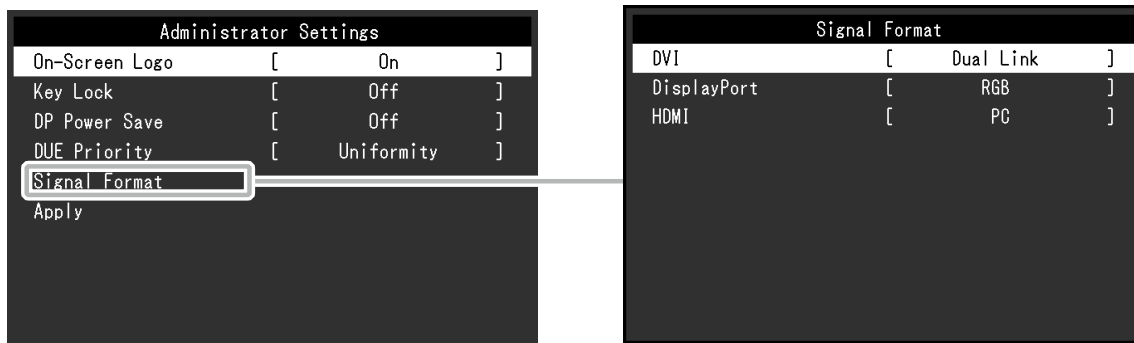 Administrator Settings
On-Screen Logo [ On ]
Key Lock [ Off ]
DP Power Save [ Off ]
DUE Priority [ Uniformity ]
Signal Format
Apply
Signal Format
DVI [ Dual Link ]
DisplayPort [ RGB ]
HDMI [ PC ]